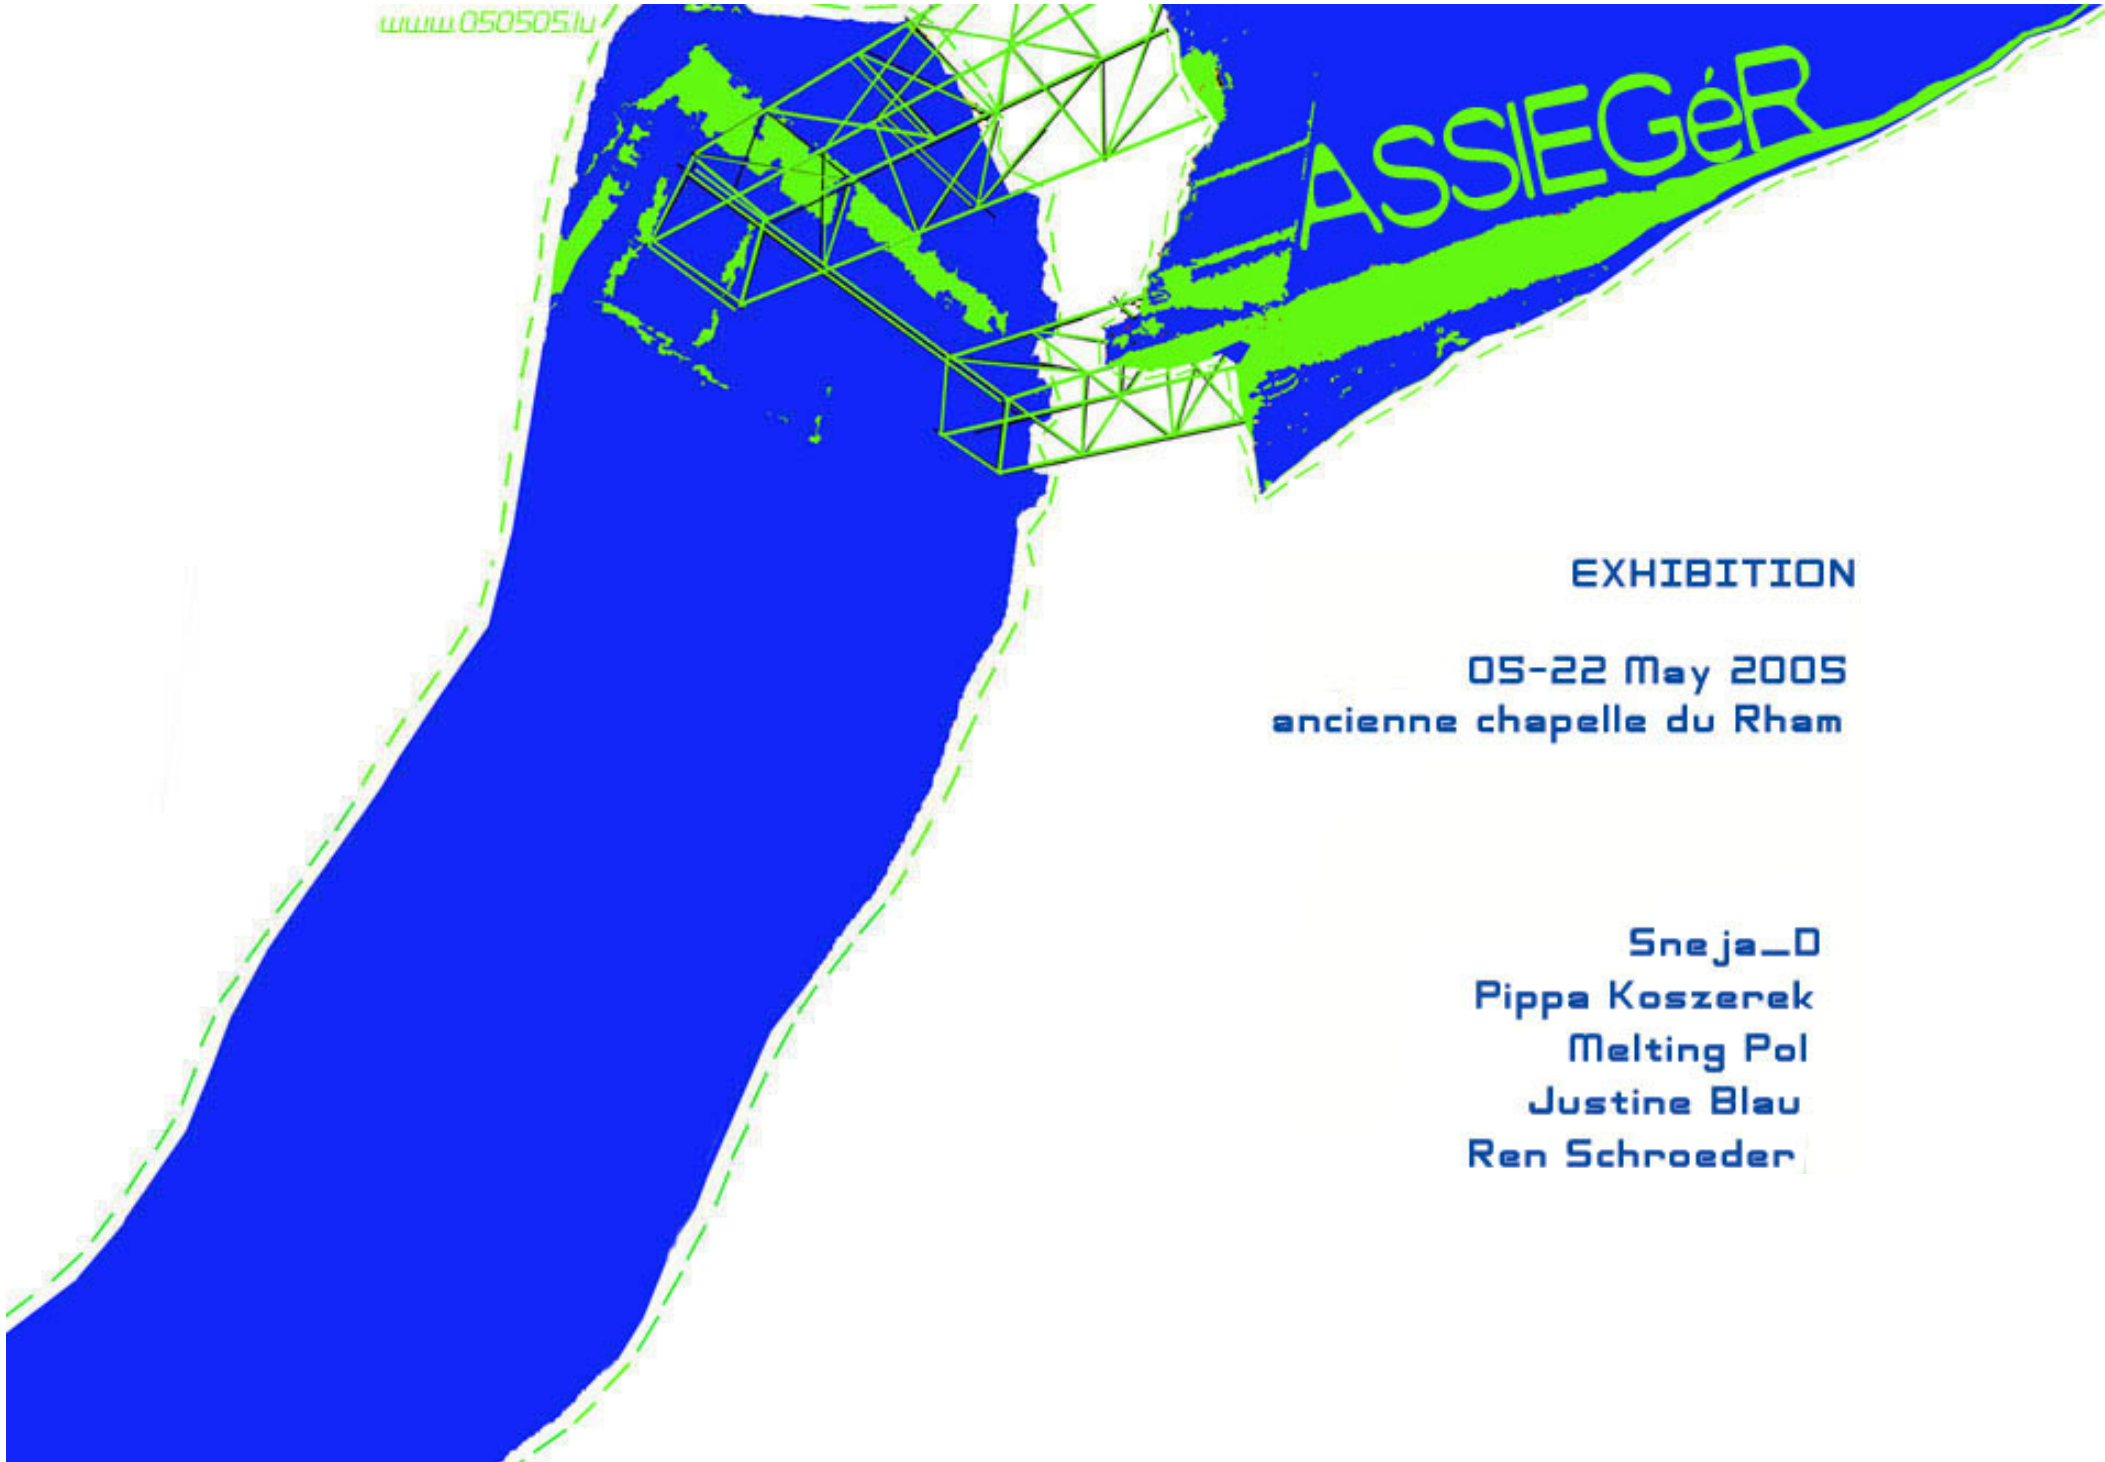 www.050505.lu
ASSIEGéR
EXHIBITION
05-22 May 2005
ancienne chapelle du Rham
Sneja_D
Pippa Koszerek
Melting Pol
Justine Blau
Ren Schroeder